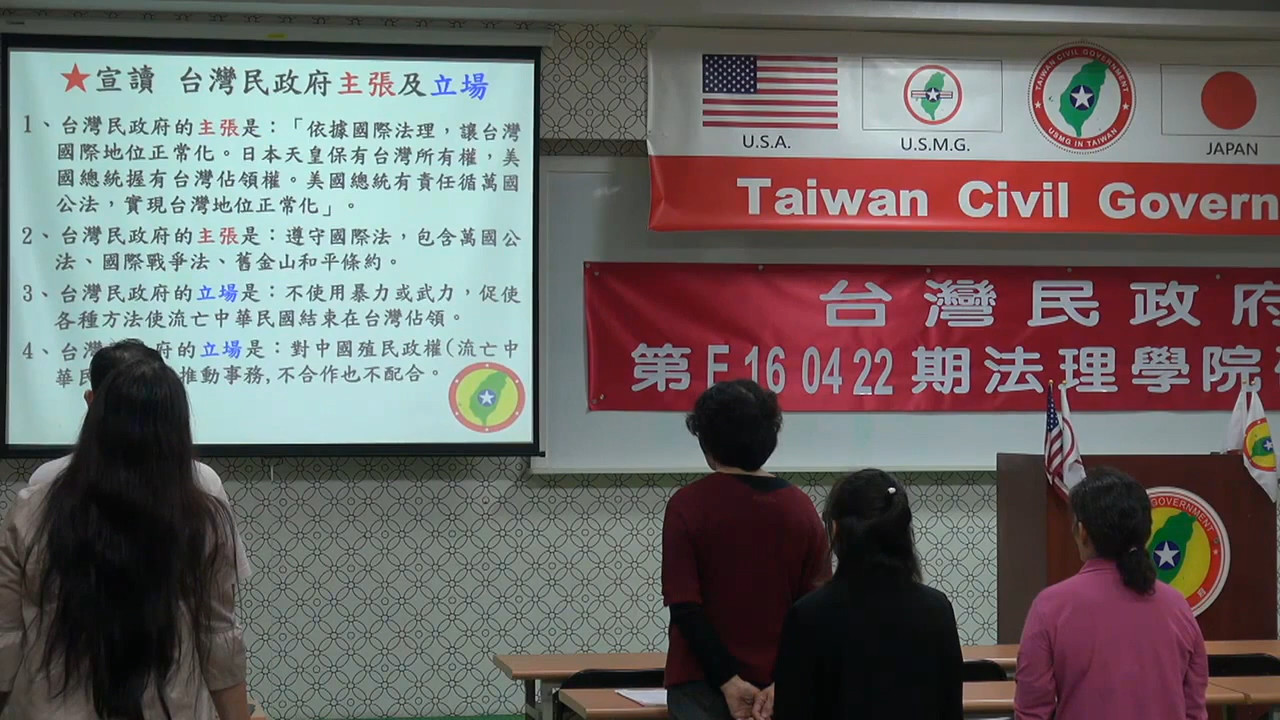 ★宣讀 台灣民政府主張及立場
1、台灣民政府的主張是：「依據國際法理，讓台灣
國際地位正常化。日本天皇保有台灣所有權，美
國總統握有台灣佔領權。美國總統有責任循萬國
公法，實現台灣地位正常化」。
2、台灣民政府的主張是：遵守國際法，包含萬國公
法、國際戰爭法、舊金山和平條約。
3、台灣民政府的立場是：不使用暴力或武力，促使
各種方法使流亡中華民國結束在台灣佔領。
4、台灣 府的立場是：對中國殖民政權(流亡中
華民 推動事務,不合作也不配合。
U.S.A.
U.S.M.G.
TAIWAN CIVIL GOVERNMENT
USMG IN TAIWAN
JAPAN
Taiwan Civil Govern
台灣民政府
第E 16 04 22 期法理學院
GOVERNMENT